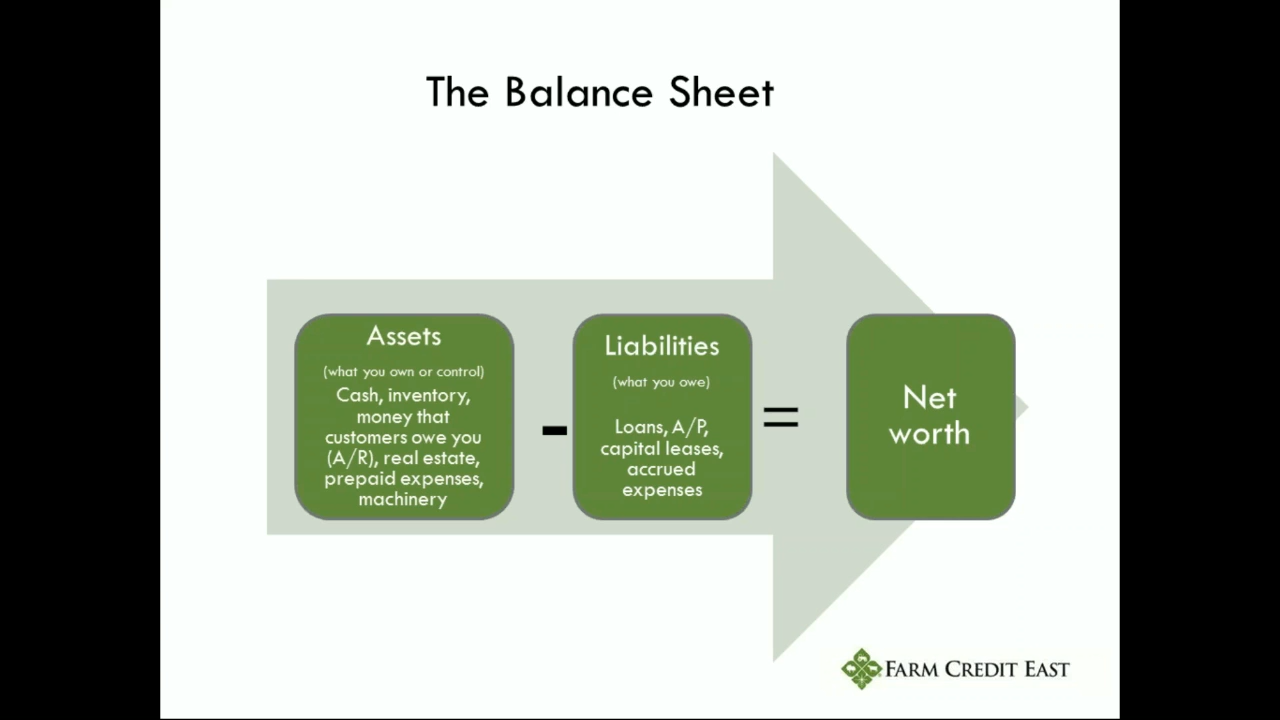 The Balance Sheet
Assets
(what you own or control)
Cash, inventory,
money that
customers owe you
(A/R), real estate,
prepaid expenses,
machinery
-
Liabilities
(what you owe)
Loans, A/P,
capital leases,
accrued
expenses
=
Net
worth
FARM CREDIT EAST